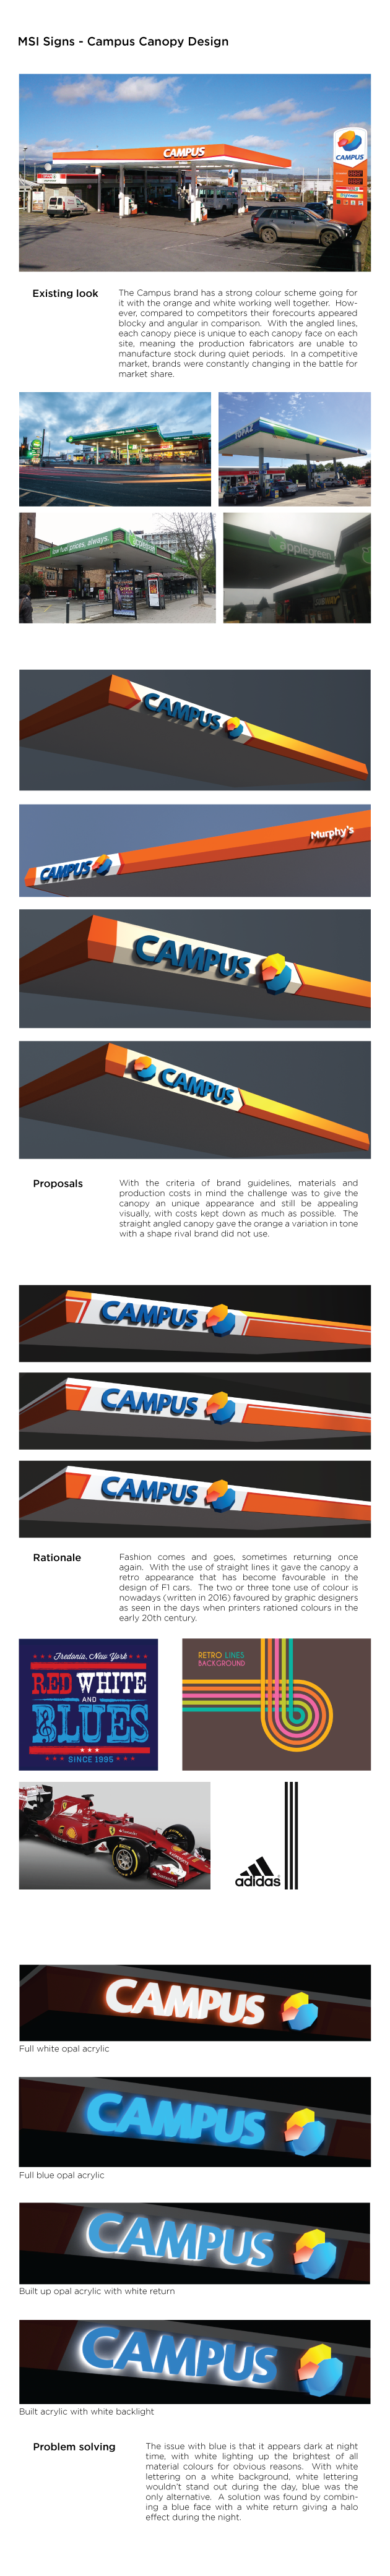 MSI Signs - Campus Canopy Design
CAMPUS
CAMPUS
Existing look
The Campus brand has a strong colour scheme going for
it with the orange and white working well together. How-
ever, compared to competitors their forecourts appeared
blocky and angular in comparison. With the angled lines,
each canopy piece is unique to each canopy face on each
site, meaning the production fabricators are unable to
manufacture stock during quiet periods. In a competitive
market, brands were constantly changing in the battle for
market share.
TOPAZ
low fuel prices, always.
applegreen
applegreen
SUBWAY
CAMPUS
Murphy's
CAMPUS
CAMPUS
CAMPUS
Proposals
With the criteria of brand guidelines, materials and
production costs in mind the challenge was to give the
canopy an unique appearance and still be appealing
visually, with costs kept down as much as possible. The
straight angled canopy gave the orange a variation in tone
with a shape rival brand did not use.
CAMPUS
CAMPUS
CAMPUS
Rationale
Fashion comes and goes, sometimes returning once
again. With the use of straight lines it gave the canopy a
retro appearance that has become favourable in the
design of F1 cars. The two or three tone use of colour is
nowadays (written in 2016) favoured by graphic designers
as seen in the days when printers rationed colours in the
early 20th century.
Fredonia, New York
RED WHITE
AND
BLUES
SINCE 1995
RETRO LINES
BACKGROUND
adidas
CAMPUS
Full white opal acrylic
CAMPUS
Full blue opal acrylic
CAMPUS
Built up opal acrylic with white return
CAMPUS
Built acrylic with white backlight
Problem solving
The issue with blue is that it appears dark at night
time, with white lighting up the brightest of all
material colours for obvious reasons. With white
lettering on a white background, white lettering
wouldn't stand out during the day, blue was the
only alternative. A solution was found by combin-
ing a blue face with a white return giving a halo
effect during the night.